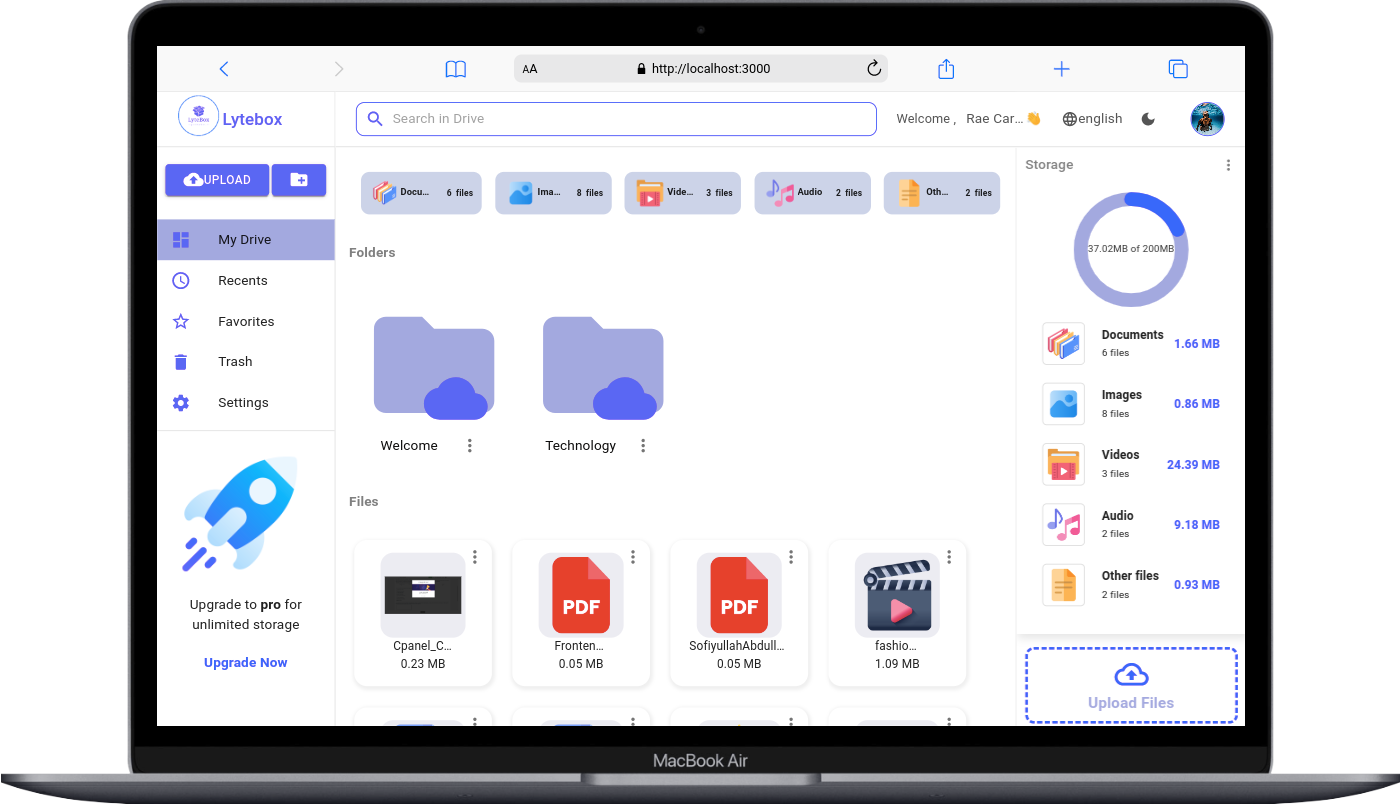 AA
http://localhost:3000
LyteBox
Lytebox
Search in Drive
Welcome , Rae Car... 👋
english
UPLOAD
My Drive
Recents
Favorites
Trash
Settings
Upgrade to pro for
unlimited storage
Upgrade Now
Docu... 6 files
Ima... 8 files
Vide... 3 files
Audio 2 files
Oth... 2 files
Folders
Welcome
Technology
Files
Cpanel_C...
0.23 MB
PDF
Fronten...
0.05 MB
PDF
SofiyullahAbdull...
0.05 MB
fashio...
1.09 MB
Storage
37.02MB of 200MB
Documents
6 files
1.66 MB
Images
8 files
0.86 MB
Videos
3 files
24.39 MB
Audio
2 files
9.18 MB
Other files
2 files
0.93 MB
Upload Files
MacBook Air